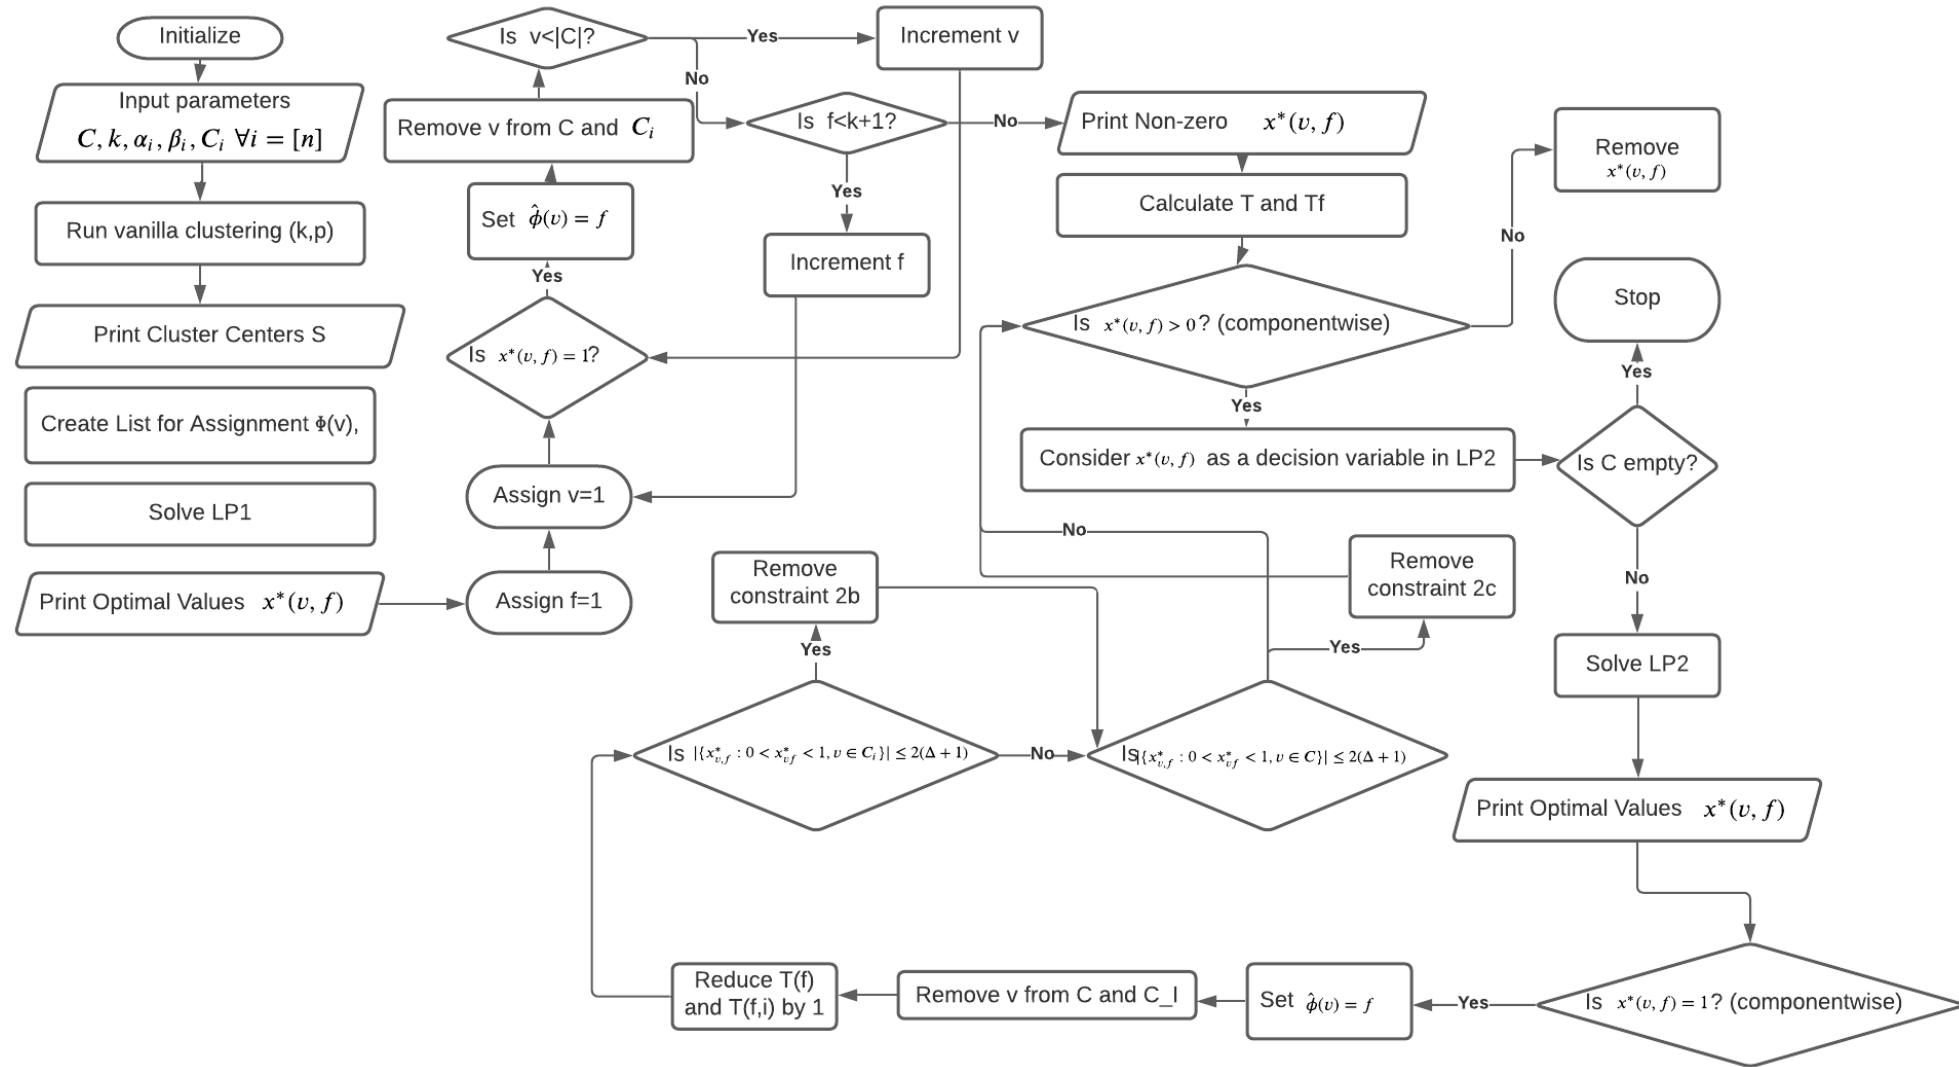 Initialize
Input parameters
C, k, αᵢ, βᵢ, Cᵢ ∀i = [n]
Run vanilla clustering (k,p)
Print Cluster Centers S
Create List for Assignment Φ(v),
Solve LP1
Print Optimal Values x*(v, f)
Assign f=1
Assign v=1
Is x*(v, f) = 1?
Yes
Set φ̂(v) = f
Remove v from C and Cᵢ
Is v<|C|?
Yes
No
Increment v
Is f<k+1?
Yes
No
Increment f
Print Non-zero x*(v, f)
Calculate T and Tf
Is x*(v, f) > 0? (componentwise)
No
Remove
x*(v, f)
Yes
Consider x*(v, f) as a decision variable in LP2
Is C empty?
Yes
Stop
No
Solve LP2
Print Optimal Values x*(v, f)
Is x*(v, f) = 1? (componentwise)
Yes
Set φ̂(v) = f
Remove v from C and C_I
Reduce T(f)
and T(f,i) by 1
Is |{x*_{v,f} : 0 < x*_{vf} < 1, v ∈ Cᵢ}| ≤ 2(Δ + 1)
Yes
Remove
constraint 2b
No
Is|{x*_{v,f} : 0 < x*_{vf} < 1, v ∈ C}| ≤ 2(Δ + 1)
Yes
Remove
constraint 2c
No